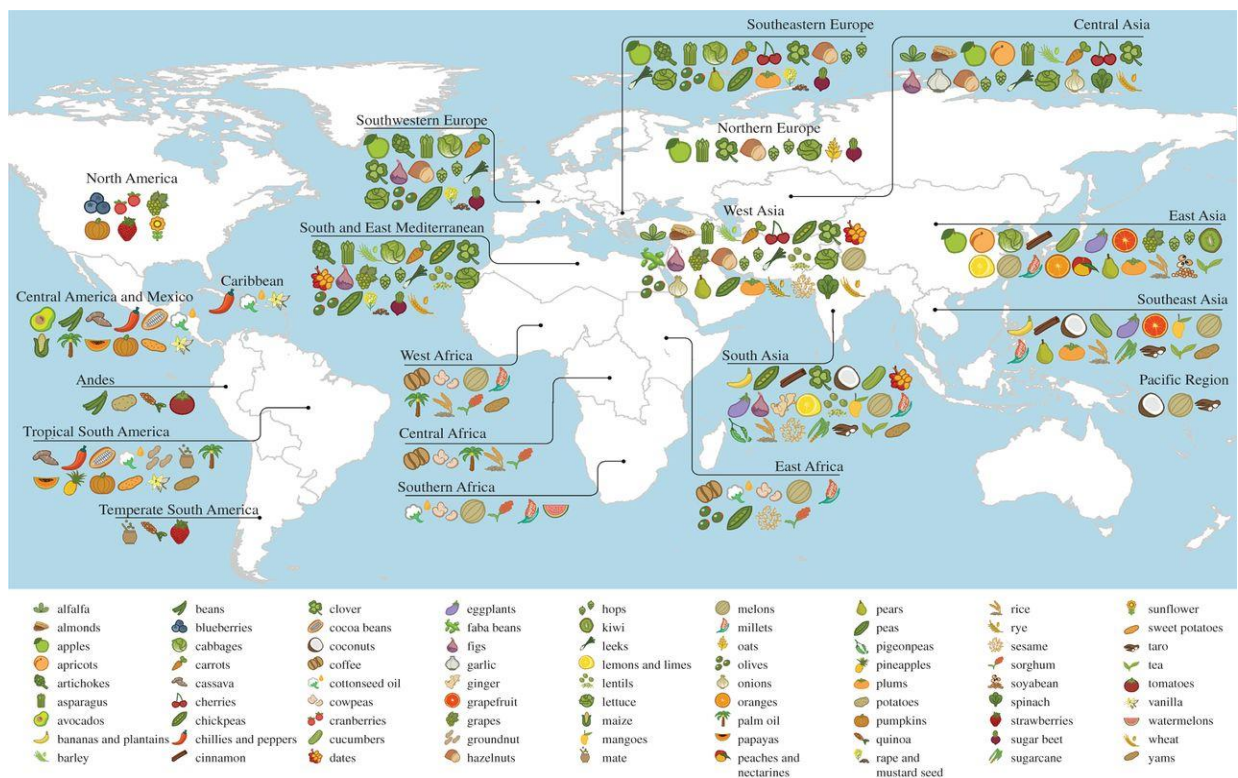 Southeastern Europe
Central Asia
Southwestern Europe
Northern Europe
North America
West Asia
East Asia
South and East Mediterranean
Caribbean
Central America and Mexico
Southeast Asia
West Africa
South Asia
Andes
Pacific Region
Tropical South America
Central Africa
East Africa
Southern Africa
Temperate South America
alfalfa
almonds
apples
apricots
artichokes
asparagus
avocados
bananas and plantains
barley
beans
blueberries
cabbages
carrots
cassava
cherries
chickpeas
chillies and peppers
cinnamon
clover
cocoa beans
coconuts
coffee
cottonseed oil
cowpeas
cranberries
cucumbers
dates
eggplants
faba beans
figs
garlic
ginger
grapefruit
grapes
groundnut
hazelnuts
hops
kiwi
leeks
lemons and limes
lentils
lettuce
maize
mangoes
mate
melons
millets
oats
olives
onions
oranges
palm oil
papayas
peaches and
nectarines
pears
peas
pigeonpeas
pineapples
plums
potatoes
pumpkins
quinoa
rape and
mustard seed
rice
rye
sesame
sorghum
soyabean
spinach
strawberries
sugar beet
sugarcane
sunflower
sweet potatoes
taro
tea
tomatoes
vanilla
watermelons
wheat
yams